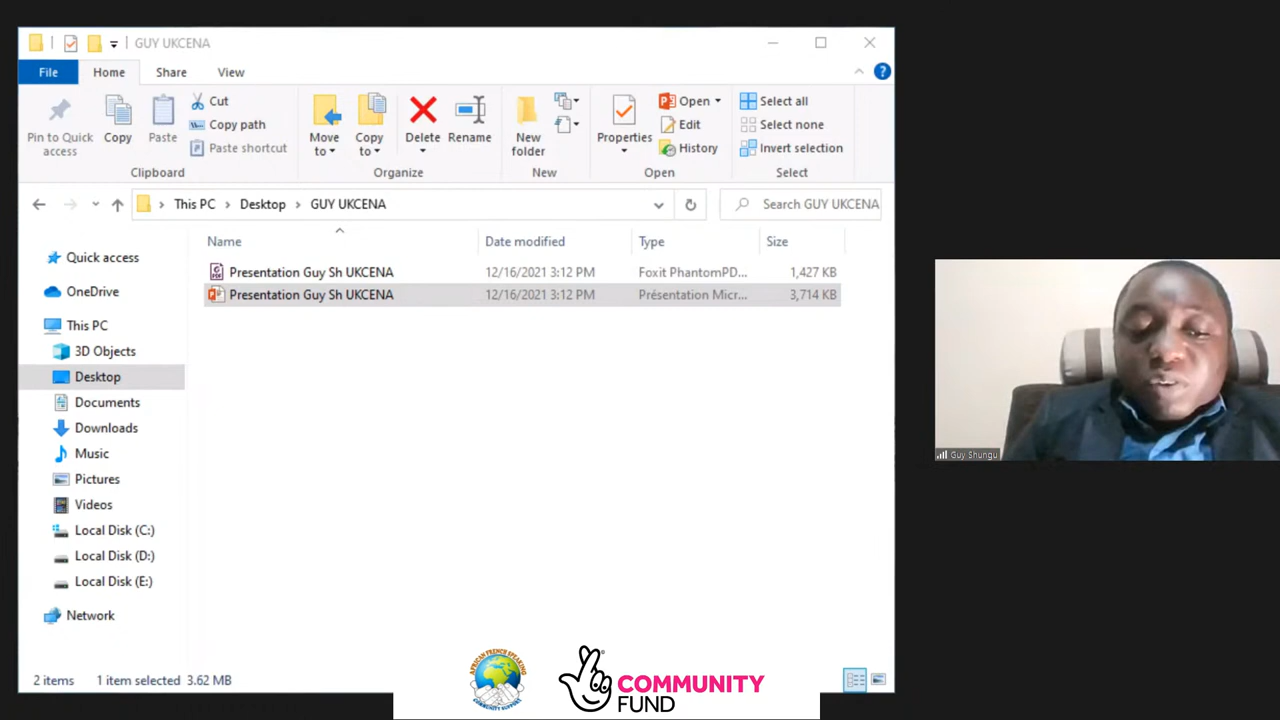 GUY UKCENA
File
Home
Share
View
Pin to Quick access
Copy
Paste
Cut
Copy path
Paste shortcut
Clipboard
Move to
Copy to
Delete
Rename
Organize
New folder
New
Properties
Open
Edit
History
Open
Select all
Select none
Invert selection
Select
This PC > Desktop > GUY UKCENA
Search GUY UKCENA
Name Date modified Type Size
Presentation Guy Sh UKCENA 12/16/2021 3:12 PM Foxit PhantomPD... 1,427 KB
Presentation Guy Sh UKCENA 12/16/2021 3:12 PM Présentation Micr... 3,714 KB
Quick access
OneDrive
This PC
3D Objects
Desktop
Documents
Downloads
Music
Pictures
Videos
Local Disk (C:)
Local Disk (D:)
Local Disk (E:)
Network
2 items 1 item selected 3.62 MB
Guy Shungu
AFRICAN FRENCH SPEAKING
COMMUNITY SUPPORT
COMMUNITY
FUND